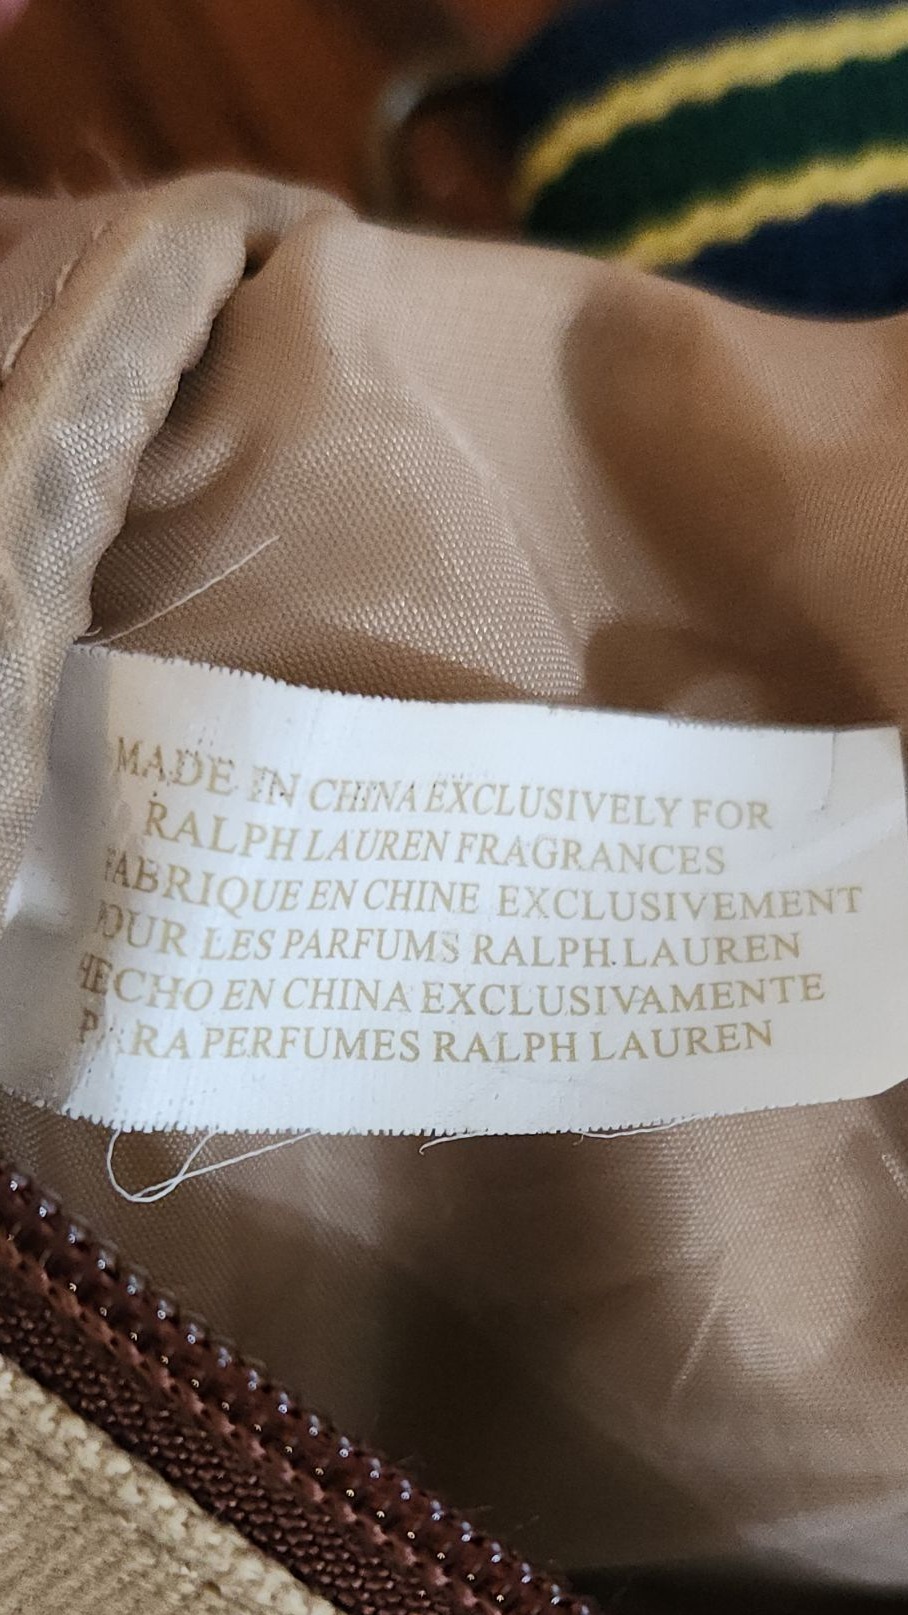 MADE IN CHINA EXCLUSIVELY FOR
RALPH LAUREN FRAGRANCES
FABRIQUE EN CHINE EXCLUSIVEMENT
POUR LES PARFUMS RALPH LAUREN
HECHO EN CHINA EXCLUSIVAMENTE
PARA PERFUMES RALPH LAUREN